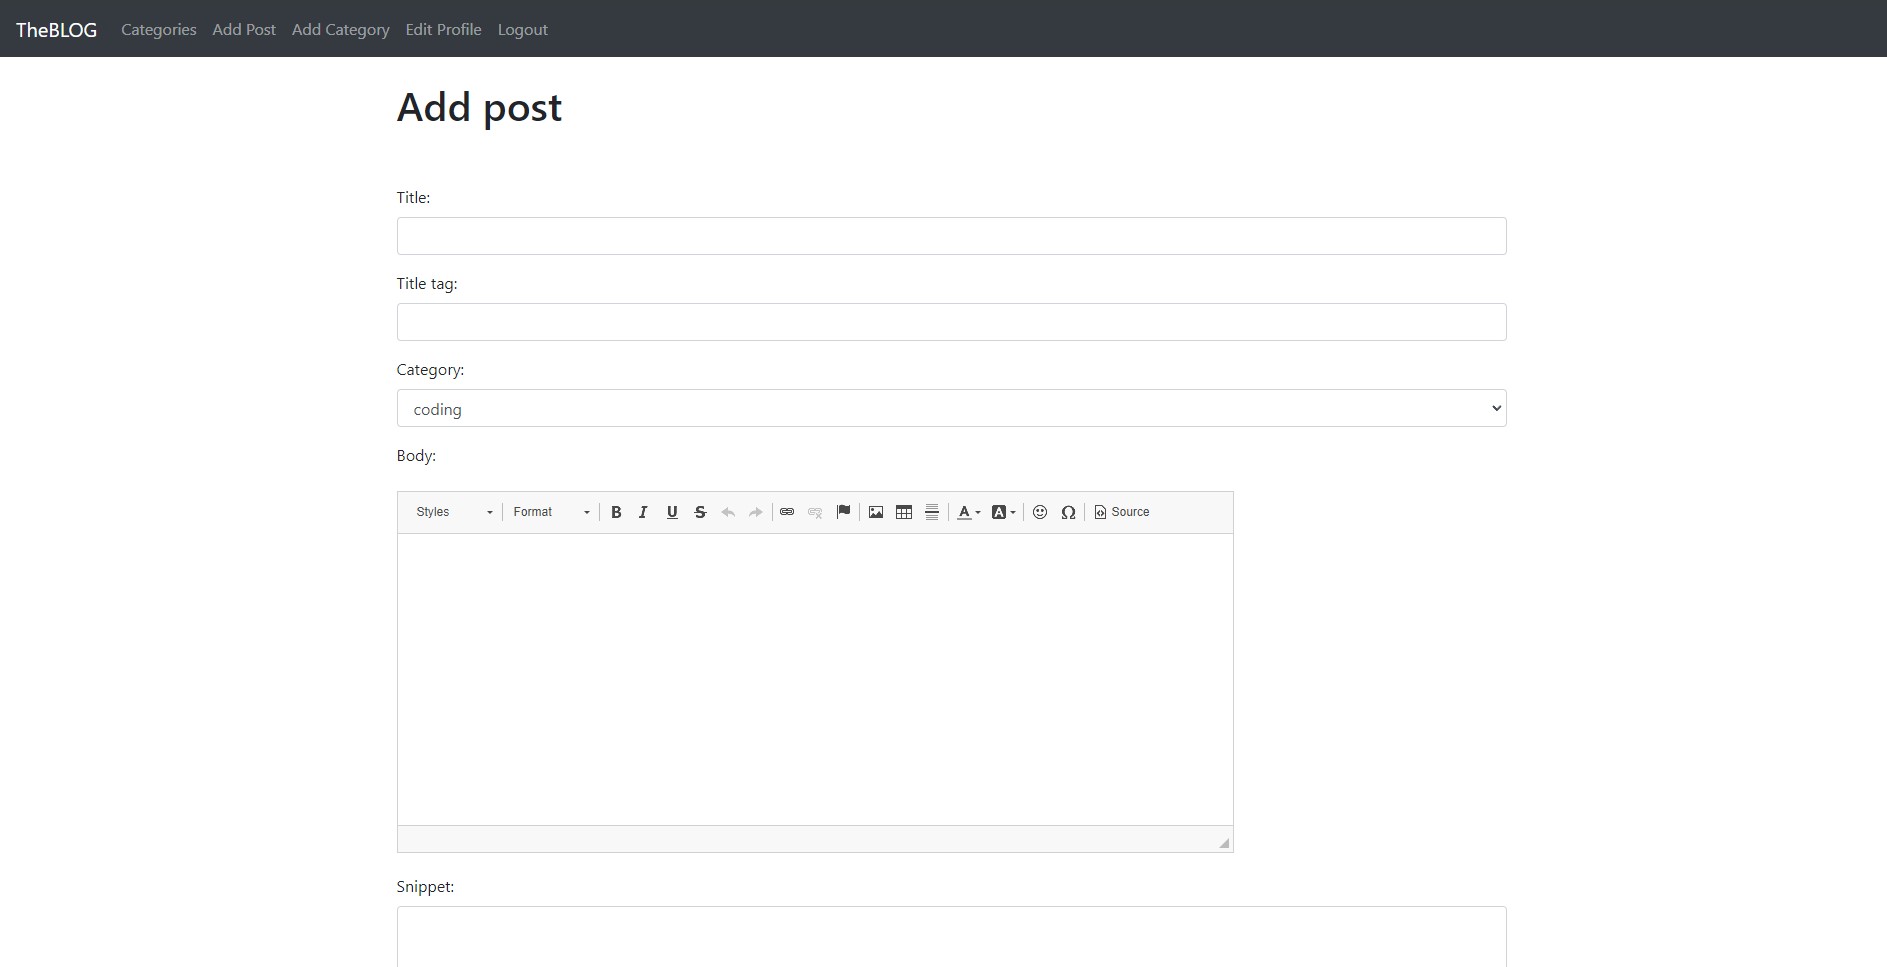 TheBLOG Categories Add Post Add Category Edit Profile Logout
Add post
Title:
Title tag:
Category:
coding
Body:
Styles Format B I U S A A Ω Source
Snippet: